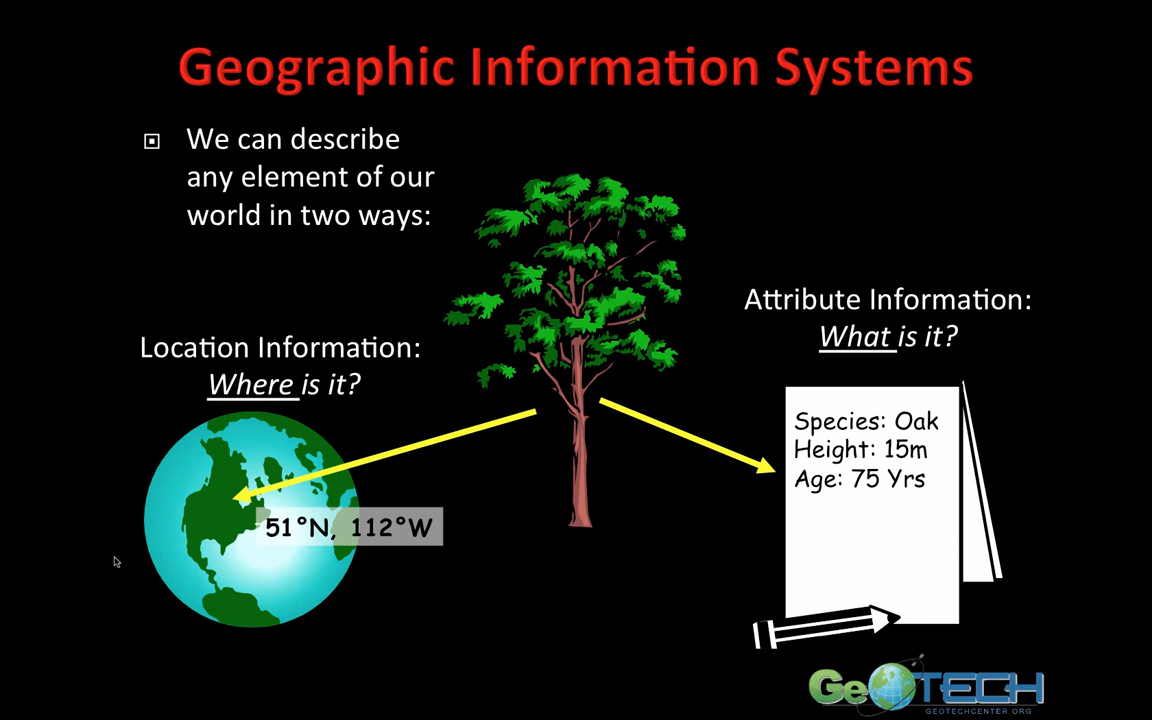 Geographic Information Systems
We can describe
any element of our
world in two ways:
Attribute Information:
What is it?
Location Information:
Where is it?
Species: Oak
Height: 15m
Age: 75 Yrs
51°N, 112°W
GeoTECH
GEOTECHCENTER.ORG